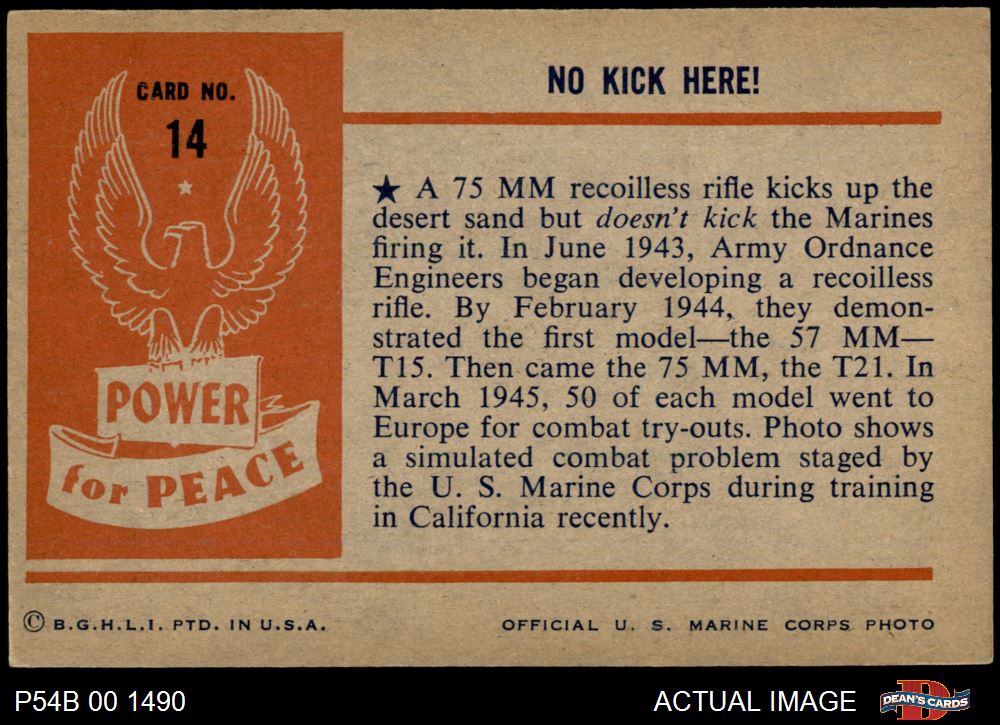 CARD NO.
14
POWER
for PEACE
NO KICK HERE!
★ A 75 MM recoilless rifle kicks up the
desert sand but doesn't kick the Marines
firing it. In June 1943, Army Ordnance
Engineers began developing a recoilless
rifle. By February 1944, they demon-
strated the first model—the 57 MM—
T15. Then came the 75 MM, the T21. In
March 1945, 50 of each model went to
Europe for combat try-outs. Photo shows
a simulated combat problem staged by
the U. S. Marine Corps during training
in California recently.
© B.G.H.L.I. PTD. IN U.S.A.
OFFICIAL U. S. MARINE CORPS PHOTO
P54B 00 1490
ACTUAL IMAGE
D
DEAN'S CARDS